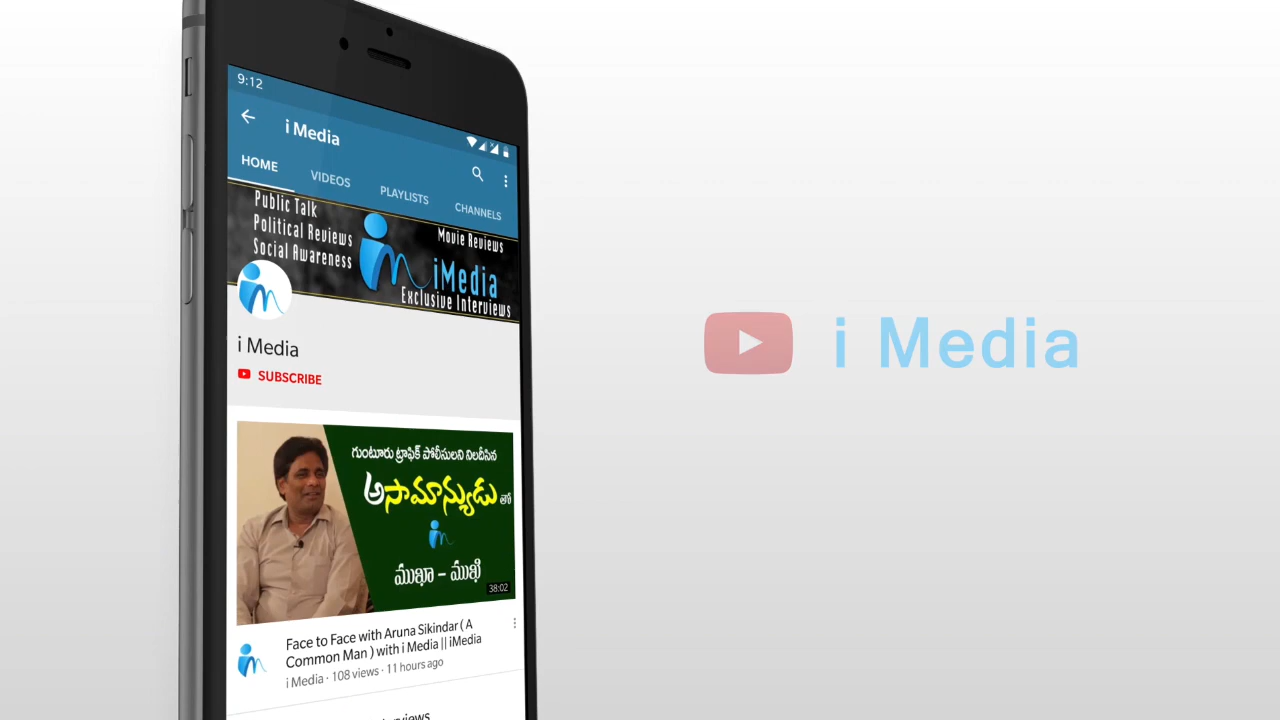 9:12
i Media
HOME
VIDEOS
PLAYLISTS
CHANNELS
Public Talk
Political Reviews
Social Awareness
Movie Reviews
iMedia
Exclusive Interviews
i Media
SUBSCRIBE
గుంటూరు ట్రాఫిక్ పోలీసులని నిలదీసిన
అసామాన్యుడు తో
ముఖా - ముఖి
38:02
Face to Face with Aruna Sikindar ( A
Common Man ) with i Media || iMedia
i Media · 108 views · 11 hours ago
i Media